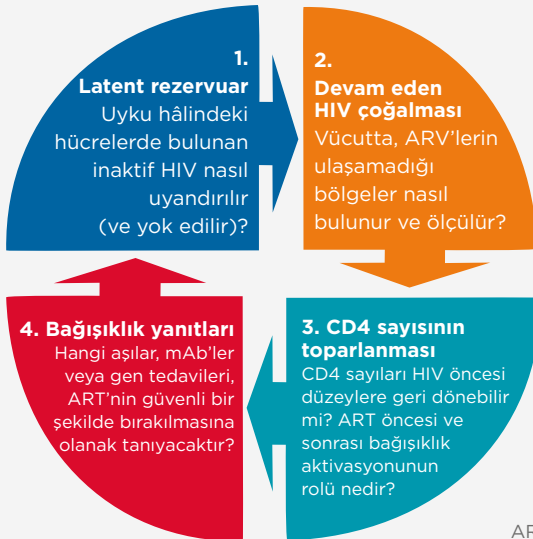 1.
Latent rezervuar
Uyku hâlindeki
hücrelerde bulunan
inaktif HIV nasıl
uyandırılır
(ve yok edilir)?
2.
Devam eden
HIV çoğalması
Vücutta, ARV’lerin
ulaşamadığı
bölgeler nasıl
bulunur ve ölçülür?
3. CD4 sayısının
toparlanması
CD4 sayıları HIV öncesi
düzeylere geri dönebilir
mi? ART öncesi ve
sonrası bağışıklık
aktivasyonunun
rolü nedir?
4. Bağışıklık yanıtları
Hangi aşılar, mAb’ler
veya gen tedavileri,
ART’nin güvenli bir
şekilde bırakılmasına
olanak tanıyacaktır?
AR